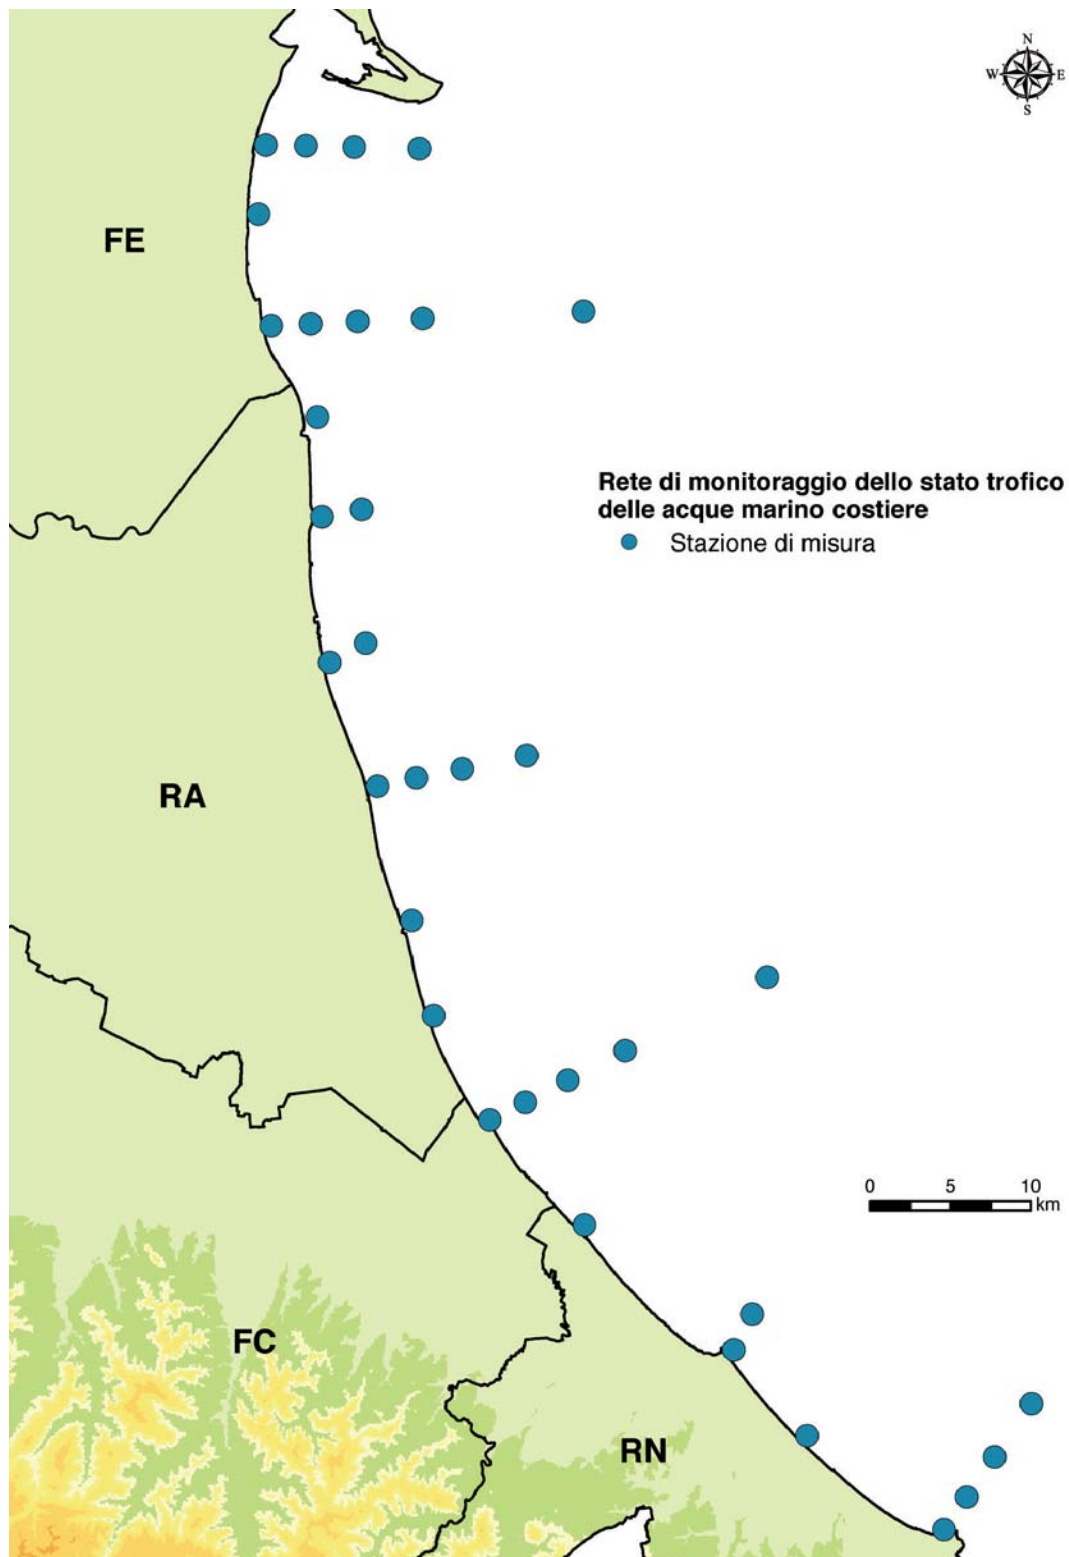 N
W E
S
FE
Rete di monitoraggio dello stato trofico
delle acque marino costiere
Stazione di misura
RA
0 5 10
km
FC
RN